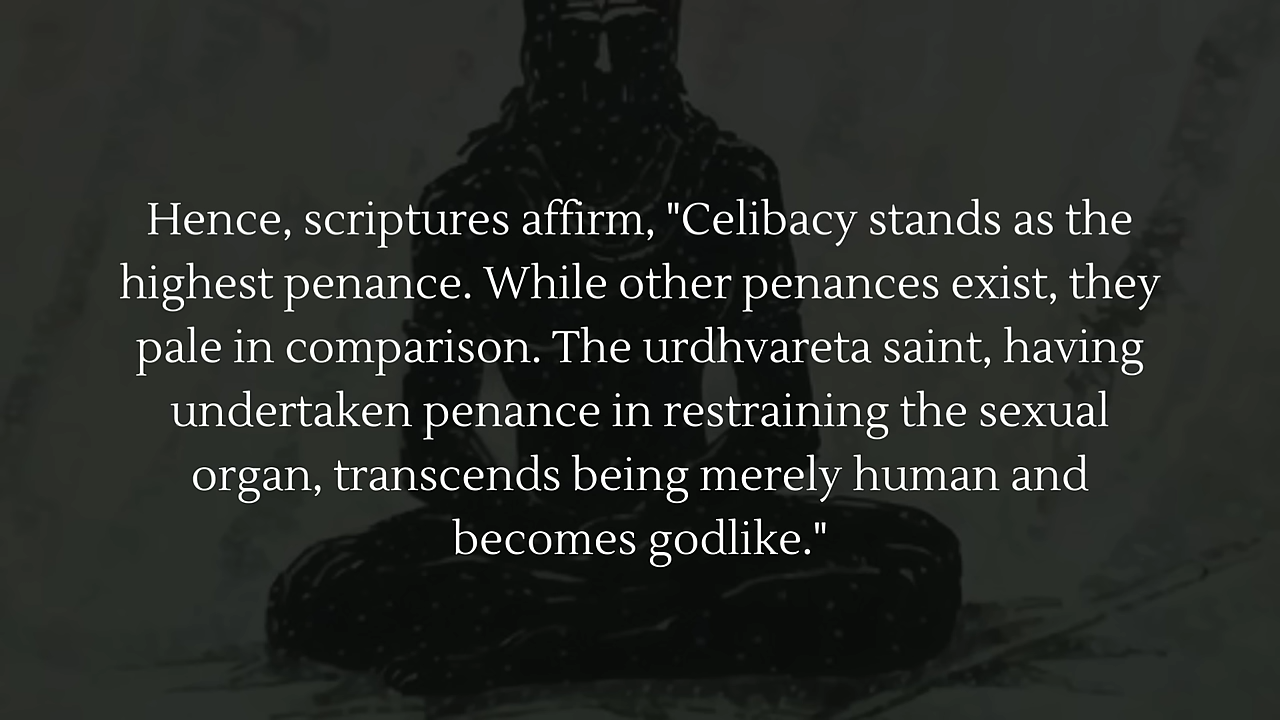 Hence, scriptures affirm, "Celibacy stands as the
highest penance. While other penances exist, they
pale in comparison. The urdhvareta saint, having
undertaken penance in restraining the sexual
organ, transcends being merely human and
becomes godlike."